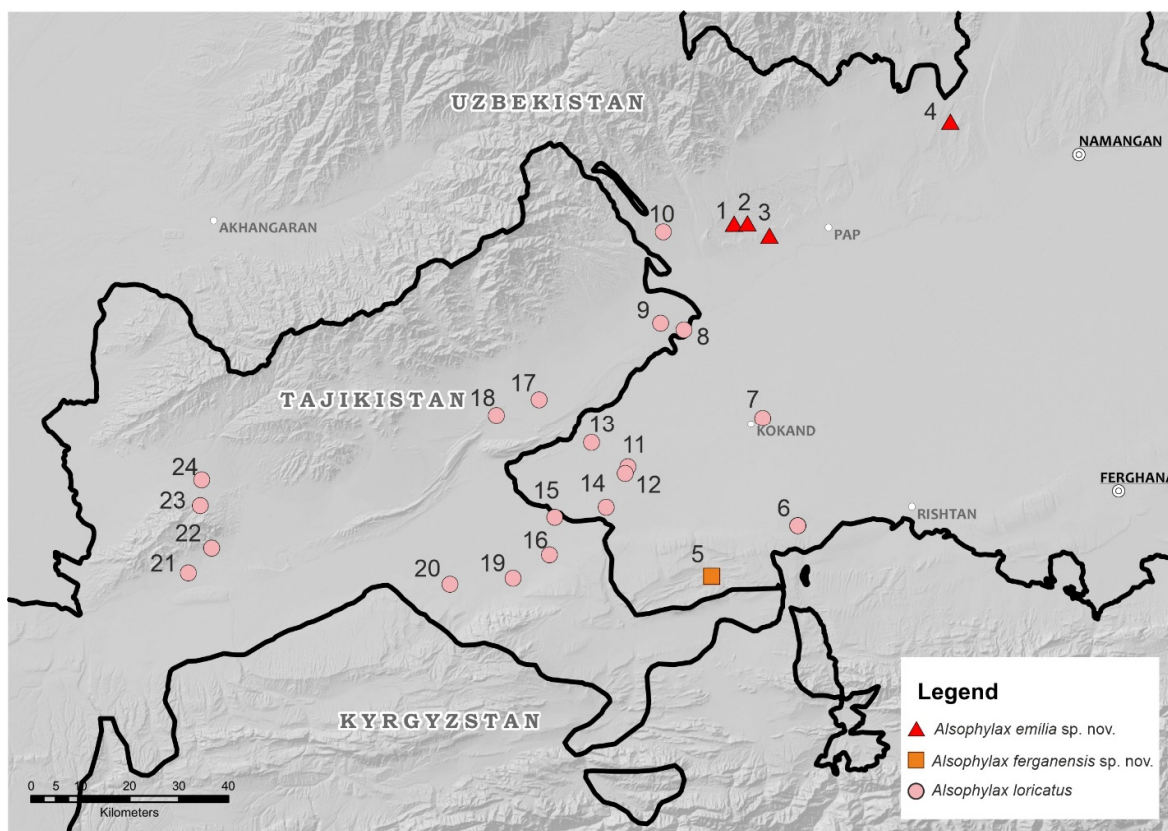 UZBEKISTAN
4
NAMANGAN
AKHANGARAN
10
1
2
3
PAP
9
8
TAJIKISTAN
18
17
7
KOKAND
13
11
12
24
23
15
14
6
RISHTAN
FERGHANA
22
21
20
19
16
5
KYRGYZSTAN
Legend
Alsophylax emilia sp. nov.
Alsophylax ferganensis sp. nov.
Alsophylax loricatus
0 5 10 20 30 40
Kilometers